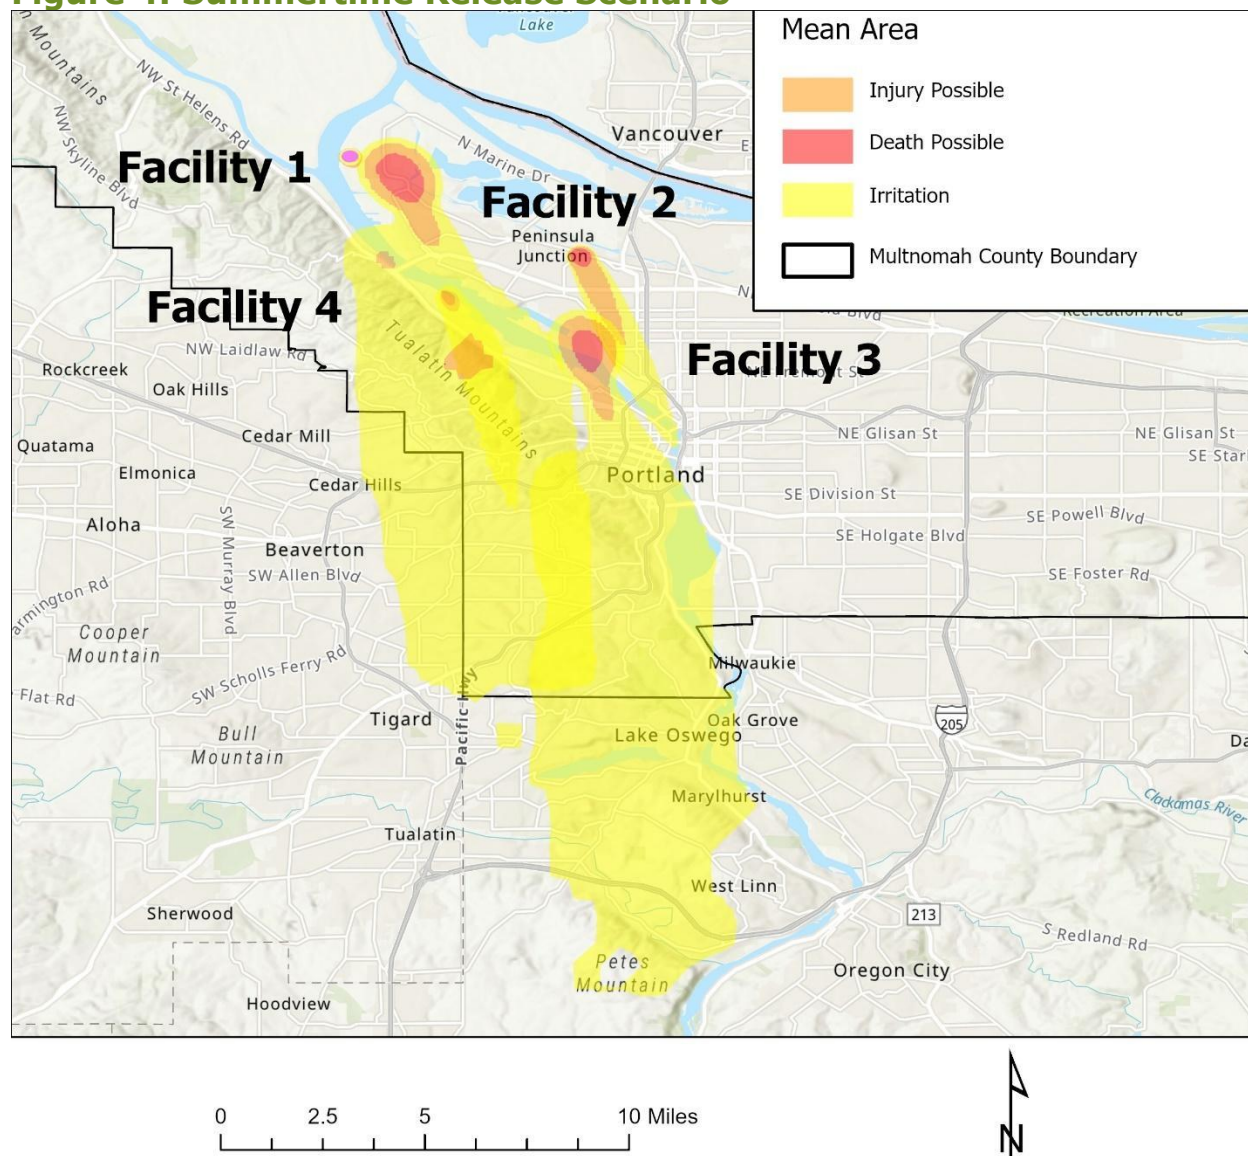 Figure 4. Summertime Release Scenario
Lake
Mean Area
Injury Possible
Death Possible
Irritation
Multnomah County Boundary
Mountains
NW St Helens Rd
NW Skyline Blvd
Vancouver
N Marine Dr
Facility 1
Facility 2
Peninsula
Junction
Facility 4
Facility 3
NW Laidlaw Rd
Tualatin Mountains
Rockcreek
Oak Hills
NE Fremont St
Quatama
Cedar Mill
NE Glisan St
NE Glisan St
Elmonica
Cedar Hills
Portland
SE Division St
Aloha
SW Murray Blvd
Beaverton
SE Powell Blvd
SE Holgate Blvd
SW Allen Blvd
SE Foster Rd
Cooper
Mountain
SW Scholls Ferry Rd
Milwaukie
Flat Rd
Pacific Hwy
Tigard
Oak Grove
205
Bull
Mountain
Lake Oswego
Marylhurst
Clackamas River
Tualatin
West Linn
Sherwood
213
S Redland Rd
Petes
Mountain
Oregon City
Hoodview
0 2.5 5 10 Miles
N